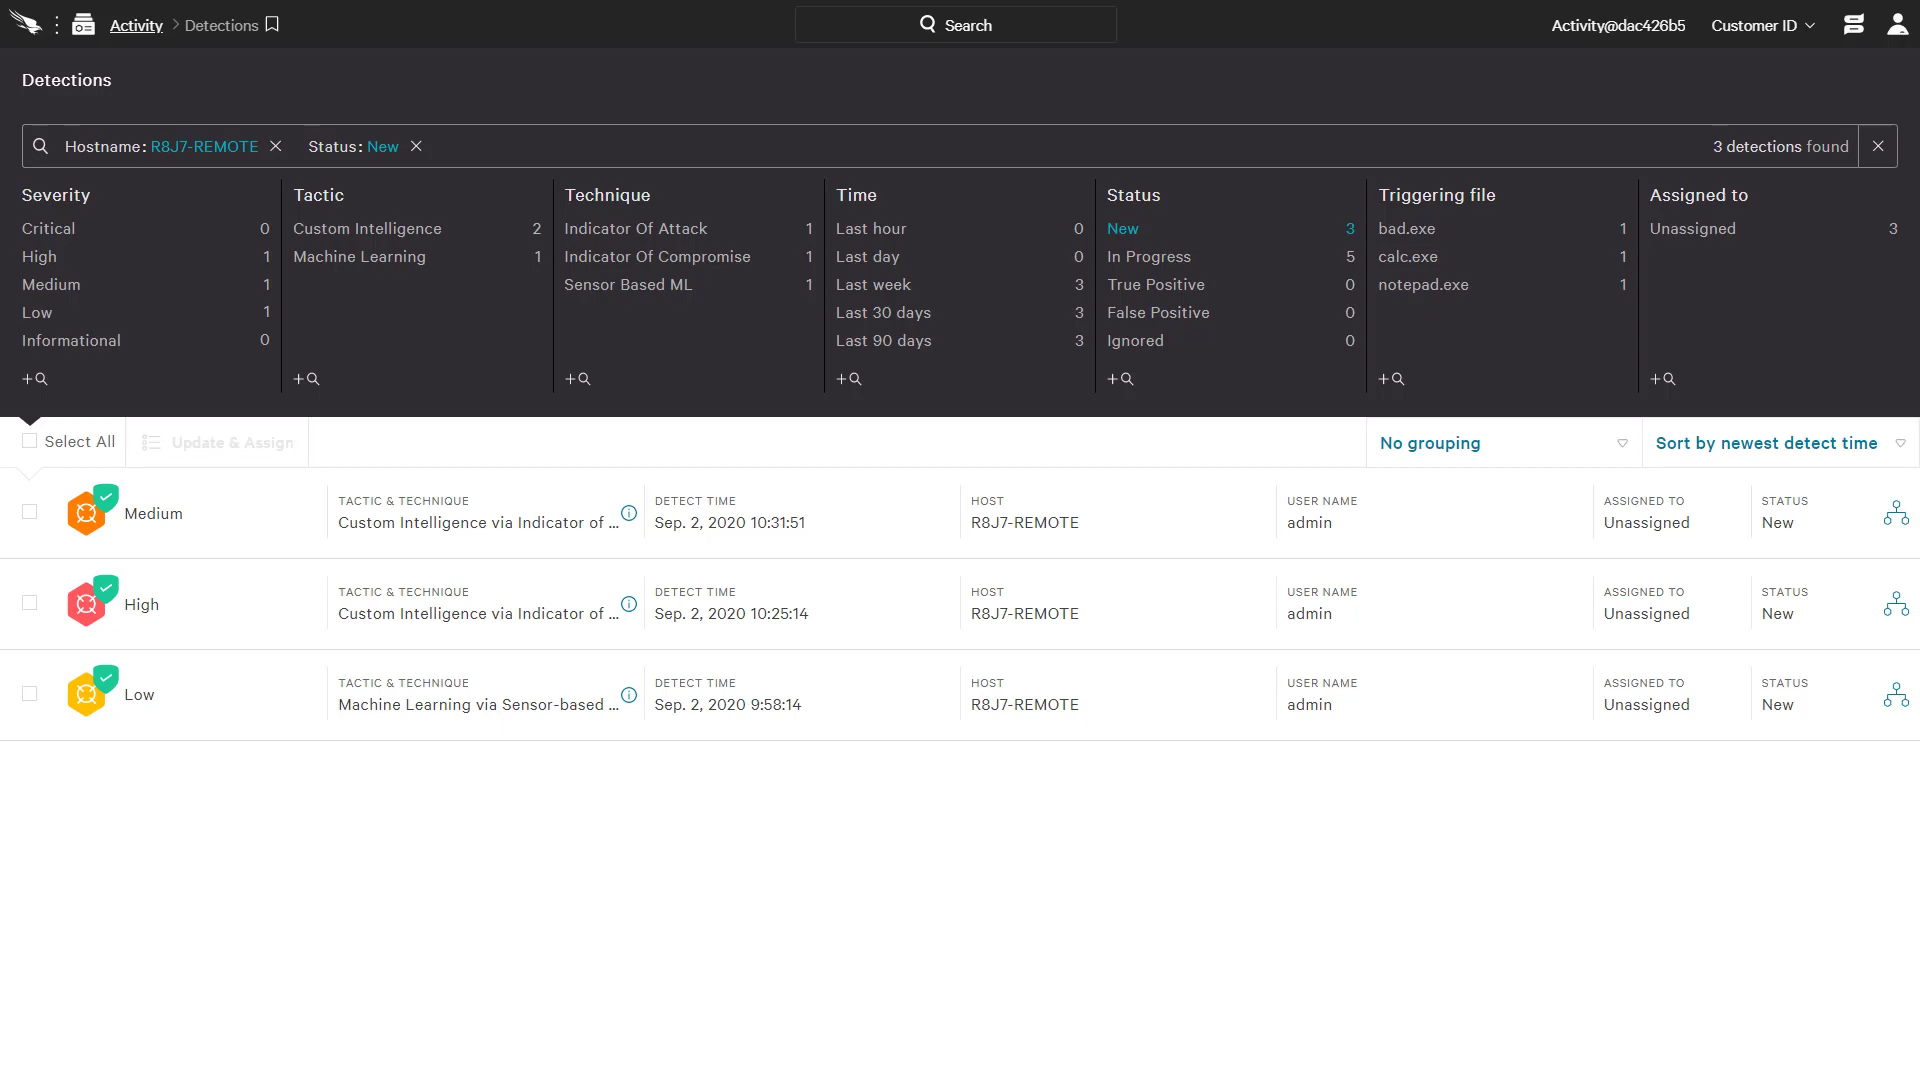 Activity > Detections
Search
Activity@dac426b5
Customer ID
Detections
Hostname: R8J7-REMOTE
Status: New
3 detections found
Severity
Critical 0
High 1
Medium 1
Low 1
Informational 0
Tactic
Custom Intelligence 2
Machine Learning 1
Technique
Indicator Of Attack 1
Indicator Of Compromise 1
Sensor Based ML 1
Time
Last hour 0
Last day 0
Last week 3
Last 30 days 3
Last 90 days 3
Status
New 3
In Progress 5
True Positive 0
False Positive 0
Ignored 0
Triggering file
bad.exe 1
calc.exe 1
notepad.exe 1
Assigned to
Unassigned 3
Select All
Update & Assign
No grouping
Sort by newest detect time
Medium
TACTIC & TECHNIQUE
Custom Intelligence via Indicator of ...
DETECT TIME
Sep. 2, 2020 10:31:51
HOST
R8J7-REMOTE
USER NAME
admin
ASSIGNED TO
Unassigned
STATUS
New
High
TACTIC & TECHNIQUE
Custom Intelligence via Indicator of ...
DETECT TIME
Sep. 2, 2020 10:25:14
HOST
R8J7-REMOTE
USER NAME
admin
ASSIGNED TO
Unassigned
STATUS
New
Low
TACTIC & TECHNIQUE
Machine Learning via Sensor-based ...
DETECT TIME
Sep. 2, 2020 9:58:14
HOST
R8J7-REMOTE
USER NAME
admin
ASSIGNED TO
Unassigned
STATUS
New